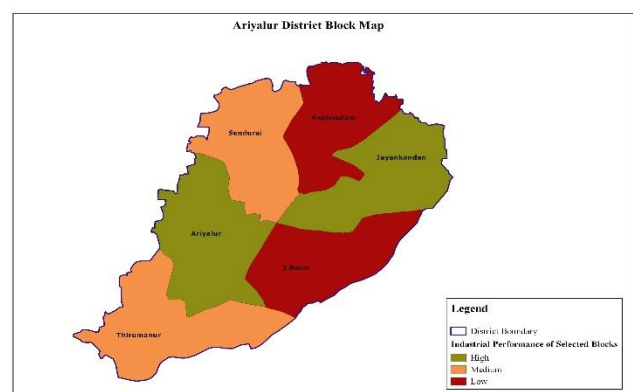 Ariyalur District Block Map
Andimadam
Sendurai
Jayankondan
Ariyalur
T.Palur
Thirumanur
Legend
District Boundary
Industrial Performance of Selected Blocks
High
Medium
Low